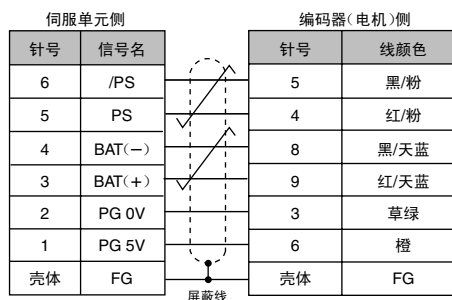 伺服单元侧 编码器(电机)侧
针号 信号名 针号 线颜色
6 /PS 5 黑/粉
5 PS 4 红/粉
4 BAT(−) 8 黑/天蓝
3 BAT(+) 9 红/天蓝
2 PG 0V 3 草绿
1 PG 5V 6 橙
壳体 FG 壳体 FG
屏蔽线